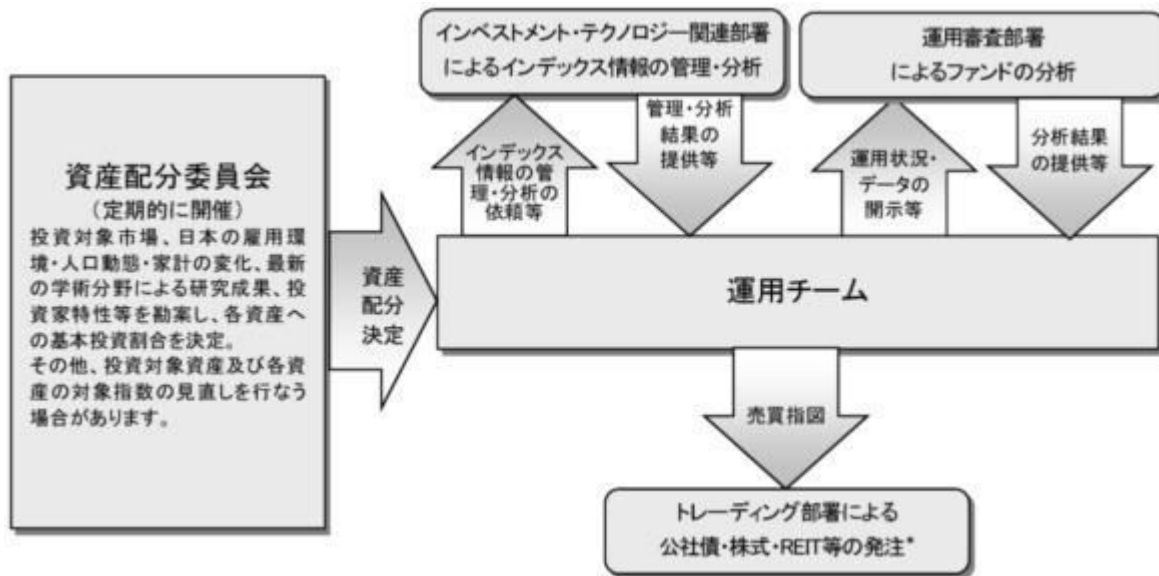 インベストメント・テクノロジー関連部署
によるインデックス情報の管理・分析
運用審査部署
によるファンドの分析
インデックス
情報の管
理・分析の
依頼等
管理・分析
結果の
提供等
運用状況・
データの
開示等
分析結果
の提供等
資産配分委員会
（定期的に開催）
投資対象市場、日本の雇用環
境・人口動態・家計の変化、最新
の学術分野による研究成果、投
資家特性等を勘案し、各資産へ
の基本投資割合を決定。
その他、投資対象資産及び各資
産の対象指数の見直しを行なう
場合があります。
資産
配分
決定
運用チーム
売買指図
トレーディング部署による
公社債・株式・REIT等の発注*